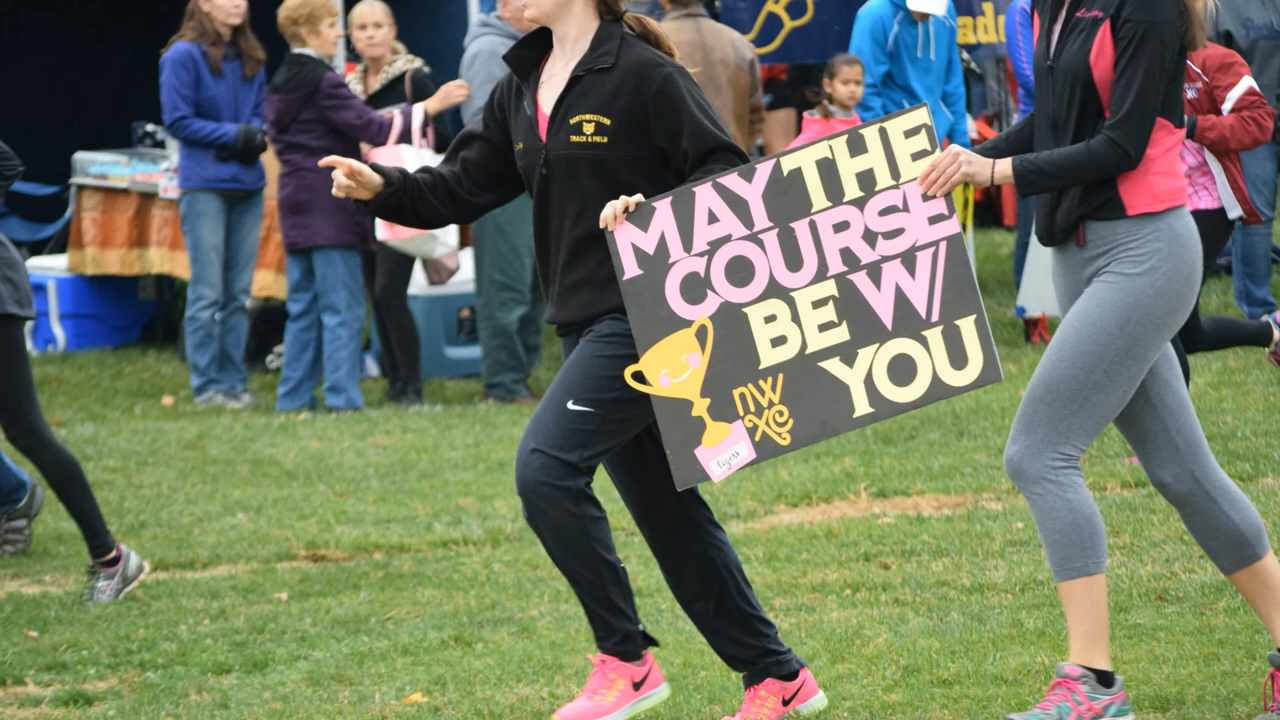 NORTHWESTERN
TRACK & FIELD
MAY THE
COURSE
BE W/
YOU
nw
xc